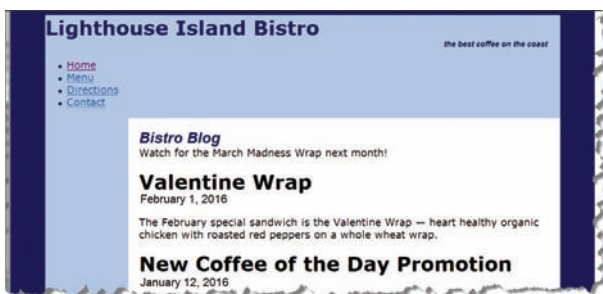 Lighthouse Island Bistro
the best coffee on the coast
• Home
• Menu
• Directions
• Contact
Bistro Blog
Watch for the March Madness Wrap next month!
Valentine Wrap
February 1, 2016
The February special sandwich is the Valentine Wrap — heart healthy organic
chicken with roasted red peppers on a whole wheat wrap.
New Coffee of the Day Promotion
January 12, 2016